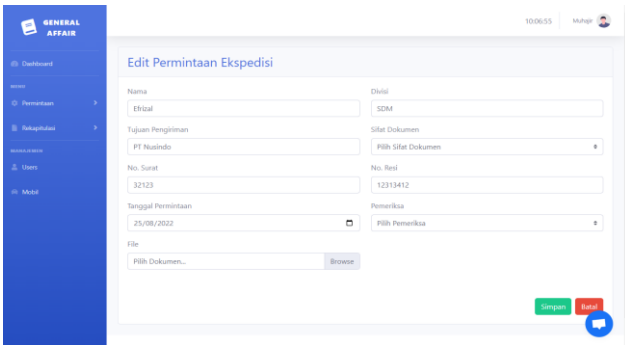 GENERAL
AFFAIR
10:06:55
Muhajir
Dashboard
Permintaan
Rekapitulasi
Users
Mobil
Edit Permintaan Ekspedisi
Nama
Divisi
Efrizal
SDM
Tujuan Pengiriman
Sifat Dokumen
PT Nusindo
Pilih Sifat Dokumen
No. Surat
No. Resi
32123
12313412
Tanggal Permintaan
Pemeriksa
25/08/2022
Pilih Pemeriksa
File
Pilih Dokumen...
Browse
Simpan
Batal